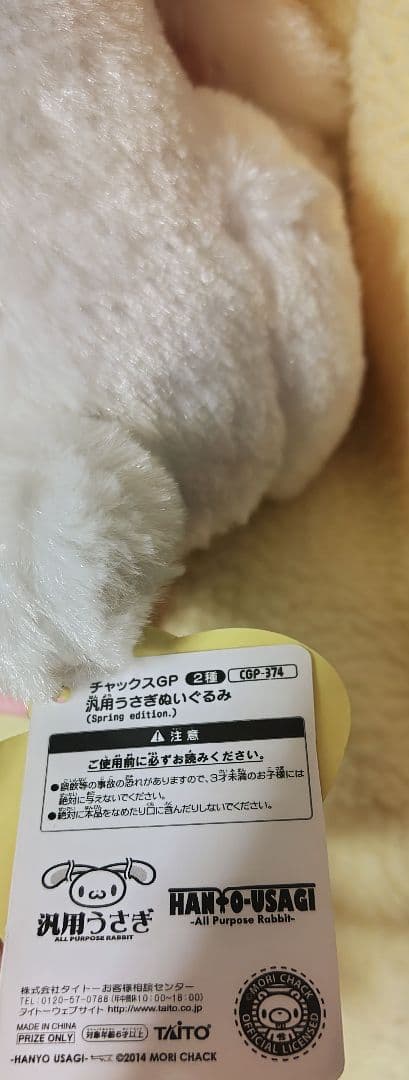 チャックスGP 2種 CGP-374
汎用うさぎぬいぐるみ
(Spring edition.)
注意
ご使用前に必ずお読みください。
●誤飲等の事故の恐れがありますので、3才未満のお子様には
絶対に与えないでください。
●絶対に本品をなめたり口に含んだりしないでください。
汎用うさぎ
ALL PURPOSE RABBIT
HANYO-USAGI
-All Purpose Rabbit-
株式会社タイトーお客様相談センター
TEL:0120-57-0788(年中無休10:00~18:00)
タイトーウェブサイト http://www.taito.co.jp
MADE IN CHINA
PRIZE ONLY
TAITO
-HANYO USAGI- ©2014 MORI CHACK
©MORI CHACK
OFFICIAL LICENSED